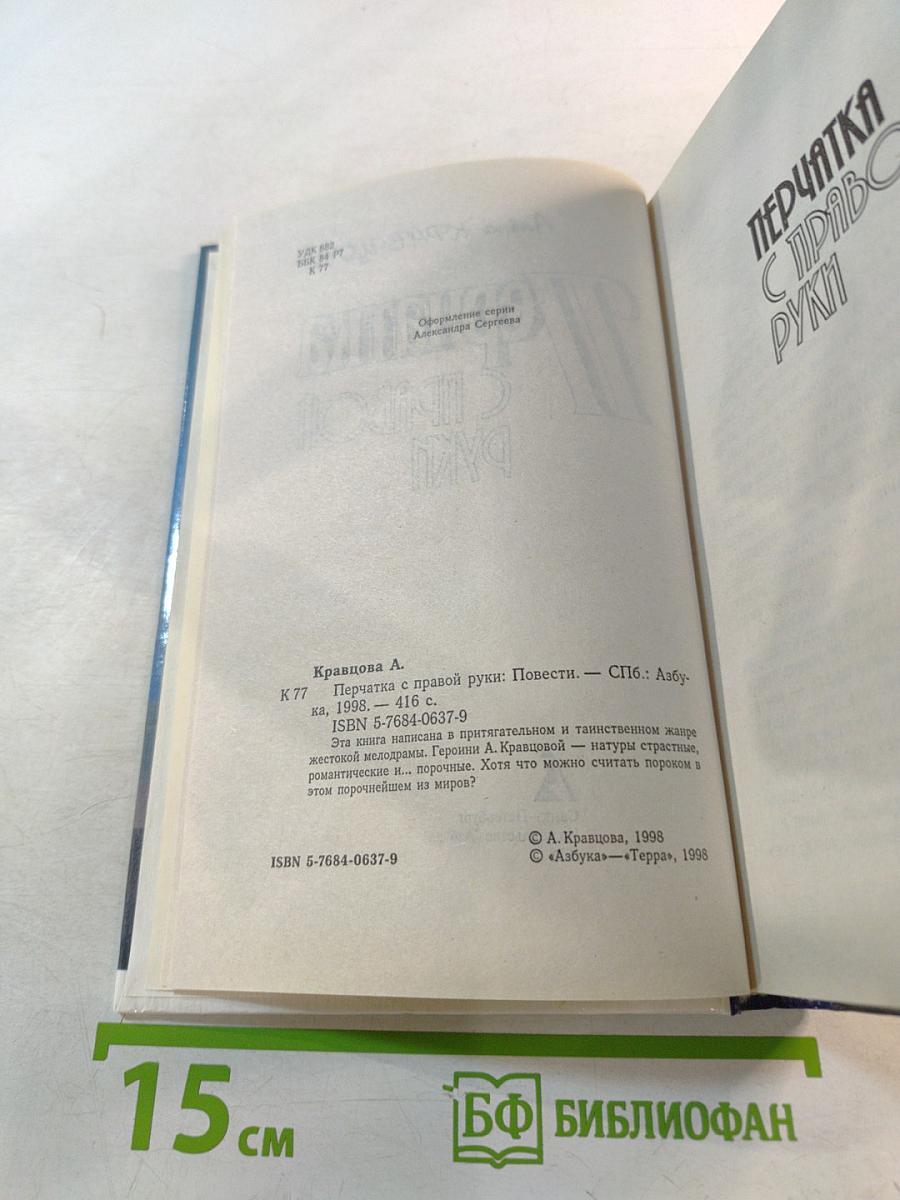 УДК 882
ББК 84 Р7
К 77
Оформление серии
Александра Сергеева
Кравцова А.
К 77 Перчатка с правой руки: Повести. — СПб.: Азбу-
ка, 1998. — 416 с.
ISBN 5-7684-0637-9
Эта книга написана в притягательном и таинственном жанре
жестокой мелодрамы. Героини А. Кравцовой — натуры страстные,
романтические и... порочные. Хотя что можно считать пороком в
этом порочнейшем из миров?
ISBN 5-7684-0637-9
© А. Кравцова, 1998
© «Азбука»—«Терра», 1998
ПЕРЧАТКА
С ПРАВО
РУКИ
15 см
БФ БИБЛИОФАН